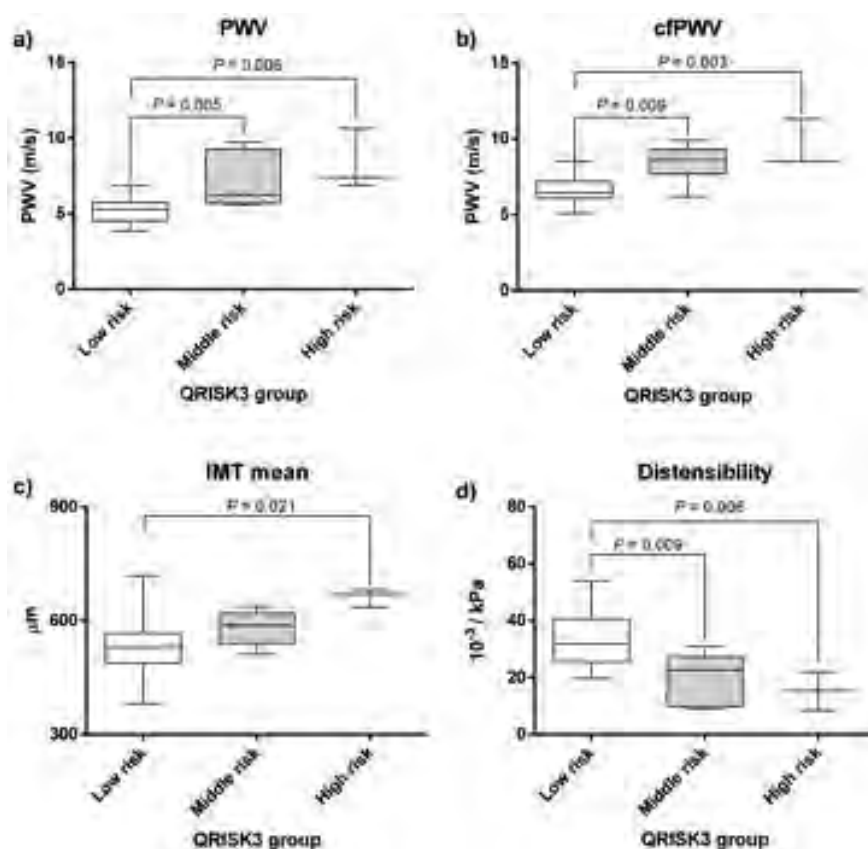 a)
PWV
15
10
5
0
PWV (m/s)
P = 0.006
P = 0.005
Low risk
Middle risk
High risk
QRISK3 group
b)
cfPWV
15
10
5
0
PWV (m/s)
P = 0.003
P = 0.009
Low risk
Middle risk
High risk
QRISK3 group
c)
IMT mean
900
600
300
μm
P = 0.021
Low risk
Middle risk
High risk
QRISK3 group
d)
Distensibility
80
60
40
20
0
10⁻³ / kPa
P = 0.006
P = 0.009
Low risk
Middle risk
High risk
QRISK3 group